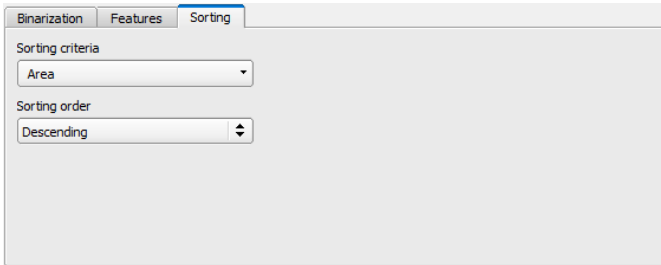 Binarization Features Sorting
Sorting criteria
Area
Sorting order
Descending